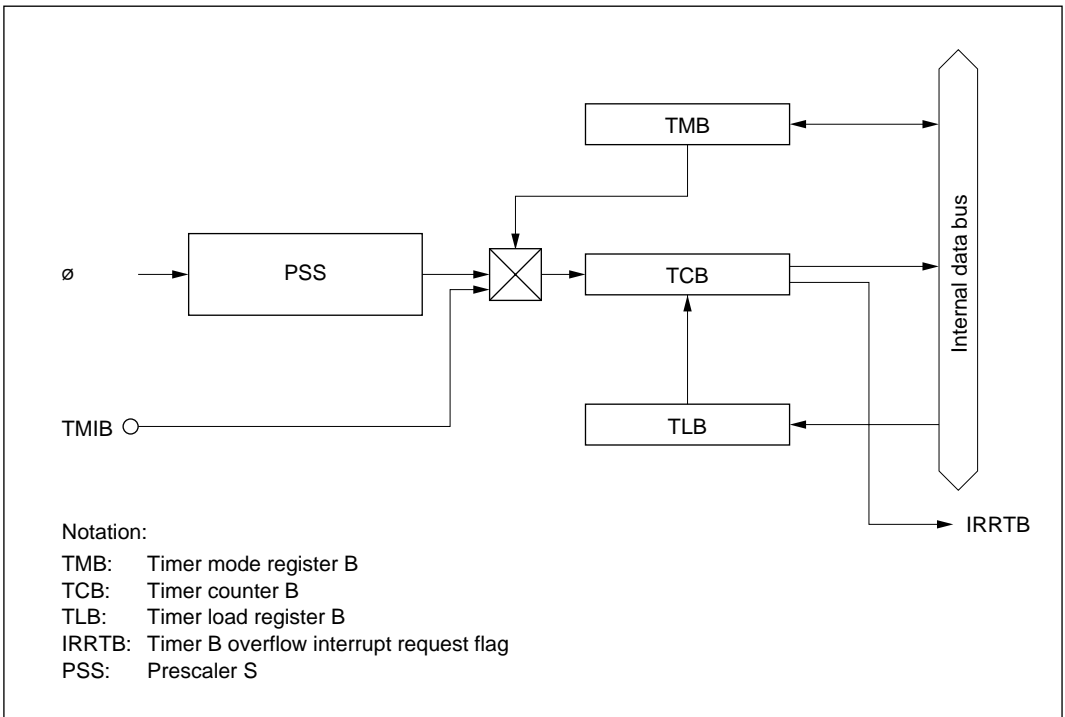 TMB
ø
PSS
TCB
Internal data bus
TMIB
TLB
IRRTB
Notation:
TMB: Timer mode register B
TCB: Timer counter B
TLB: Timer load register B
IRRTB: Timer B overflow interrupt request flag
PSS: Prescaler S